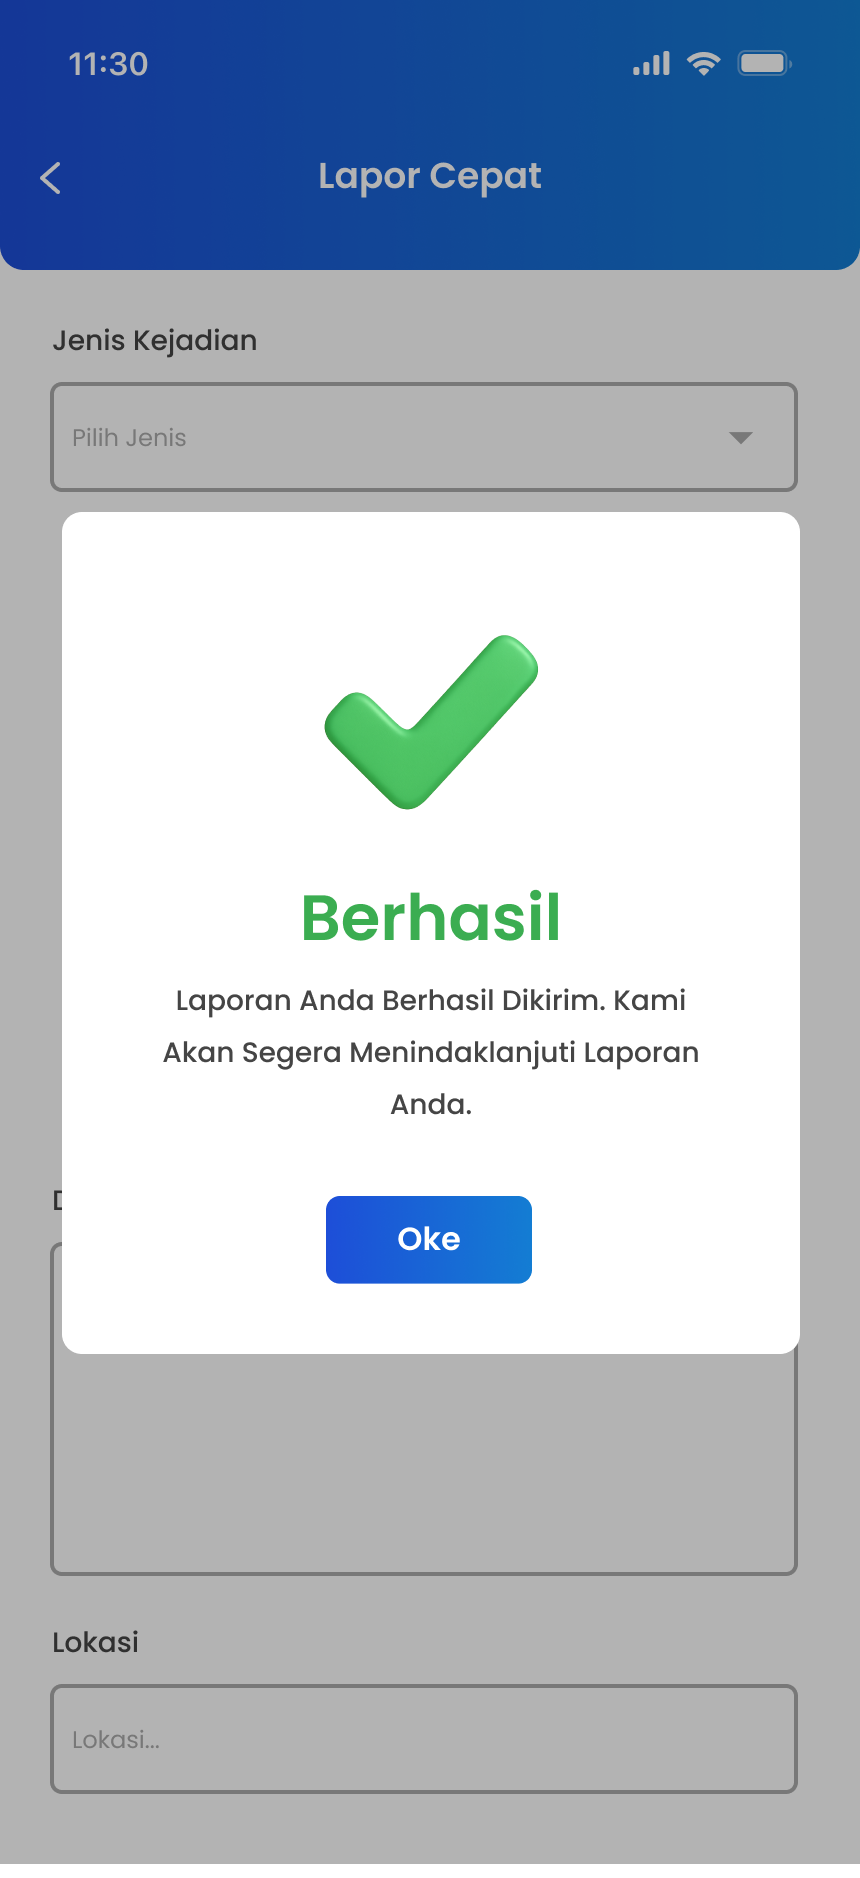 11:30
Lapor Cepat
Jenis Kejadian
Pilih Jenis
Berhasil
Laporan Anda Berhasil Dikirim. Kami
Akan Segera Menindaklanjuti Laporan
Anda.
Oke
Lokasi
Lokasi...